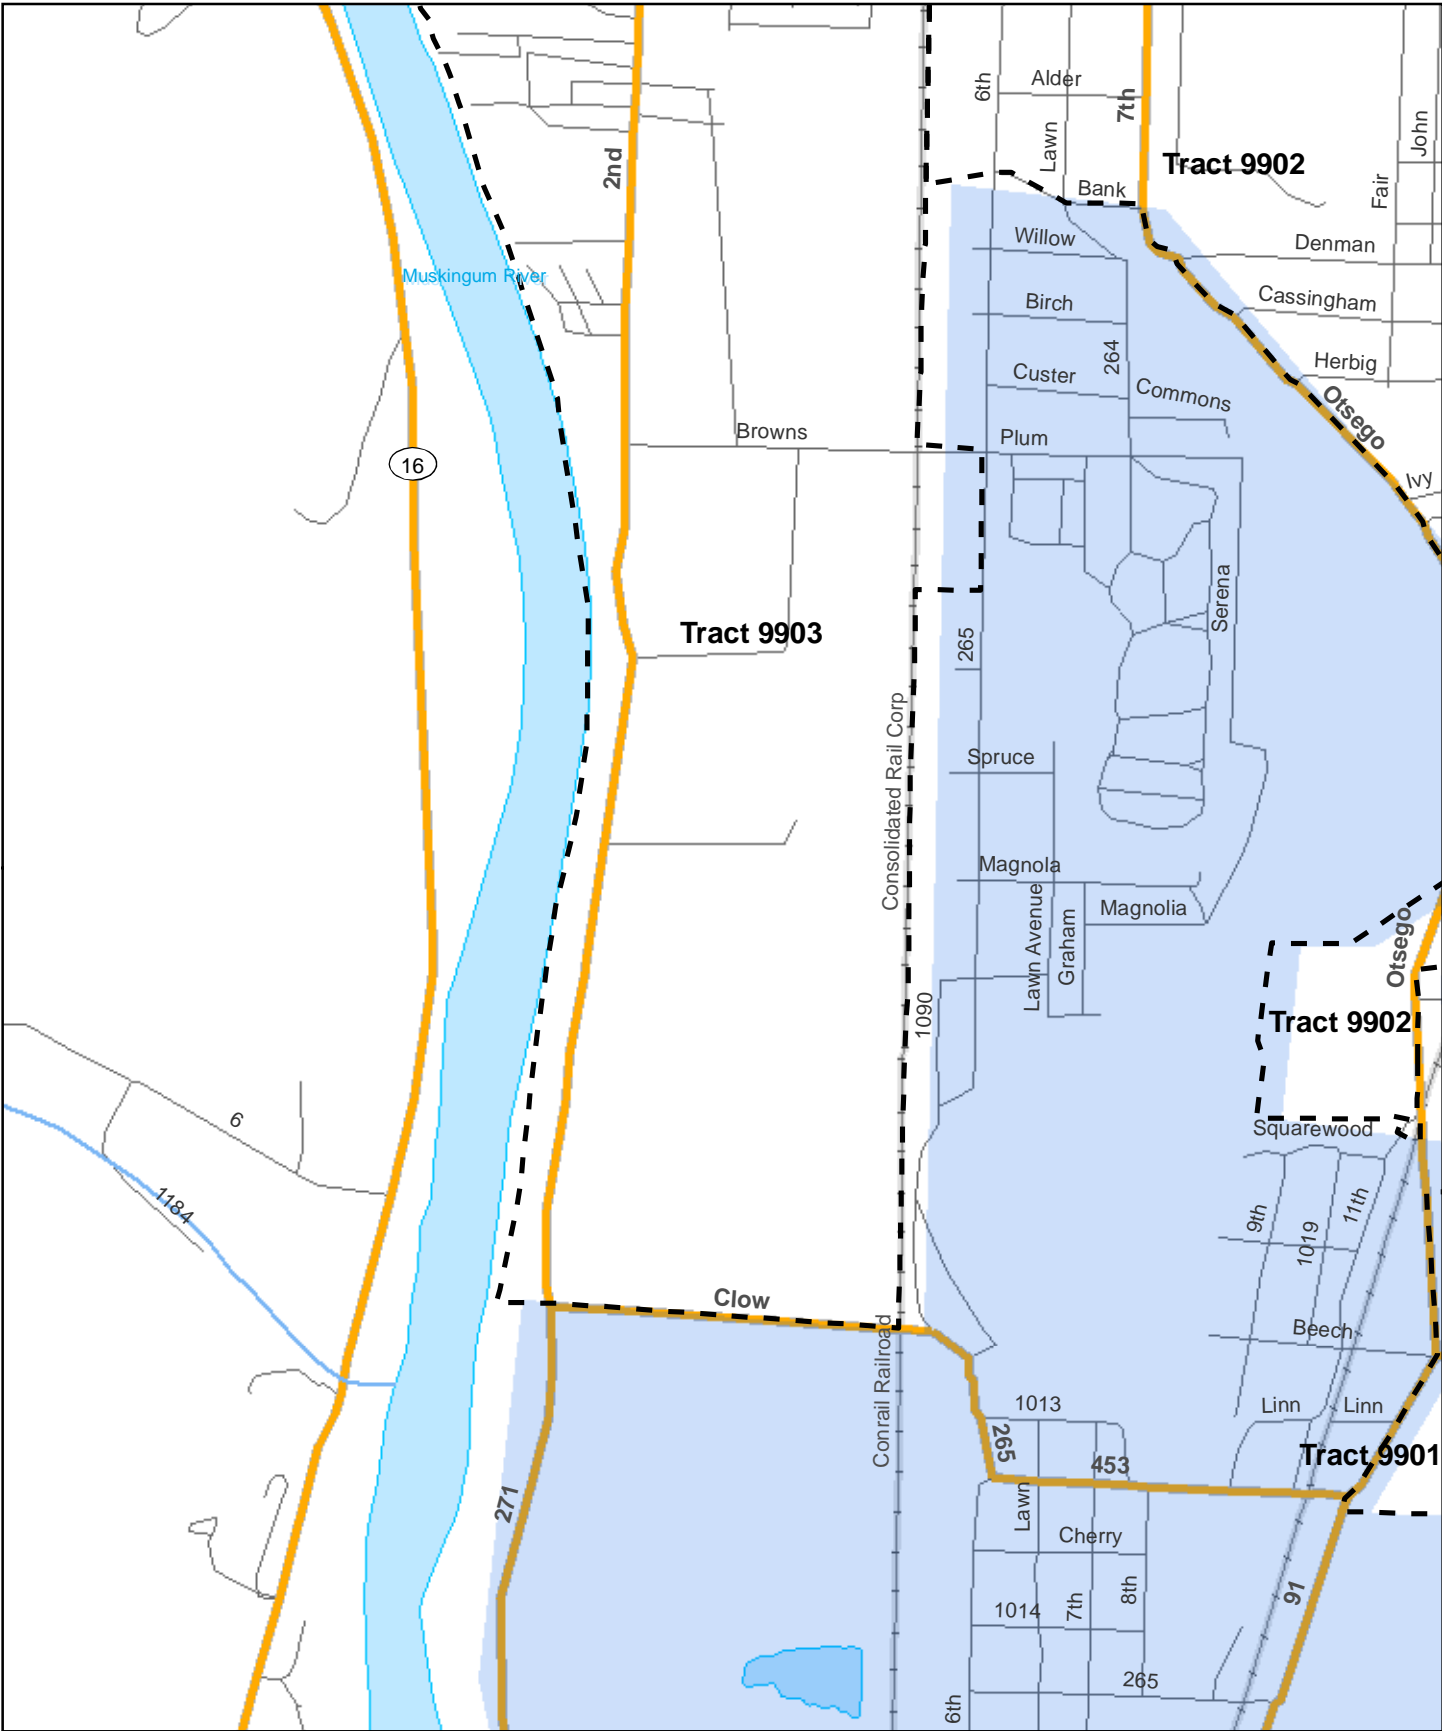 6th
Alder
7th
John
Lawn
2nd
Tract 9902
Fair
Bank
Willow
Denman
Muskingum River
Birch
Cassingham
264
Herbig
Custer
Commons
Otsego
Browns
Plum
16
Ivy
Serena
Tract 9903
265
Consolidated Rail Corp
Spruce
Magnola
Lawn Avenue
Graham
Magnolia
Otsego
1090
Tract 9902
6
Squarewood
1184
9th
1019
11th
Clow
Beech
Conrail Railroad
1013
Linn
Linn
265
453
Tract 9901
271
Lawn
Cherry
8th
7th
91
1014
265
6th